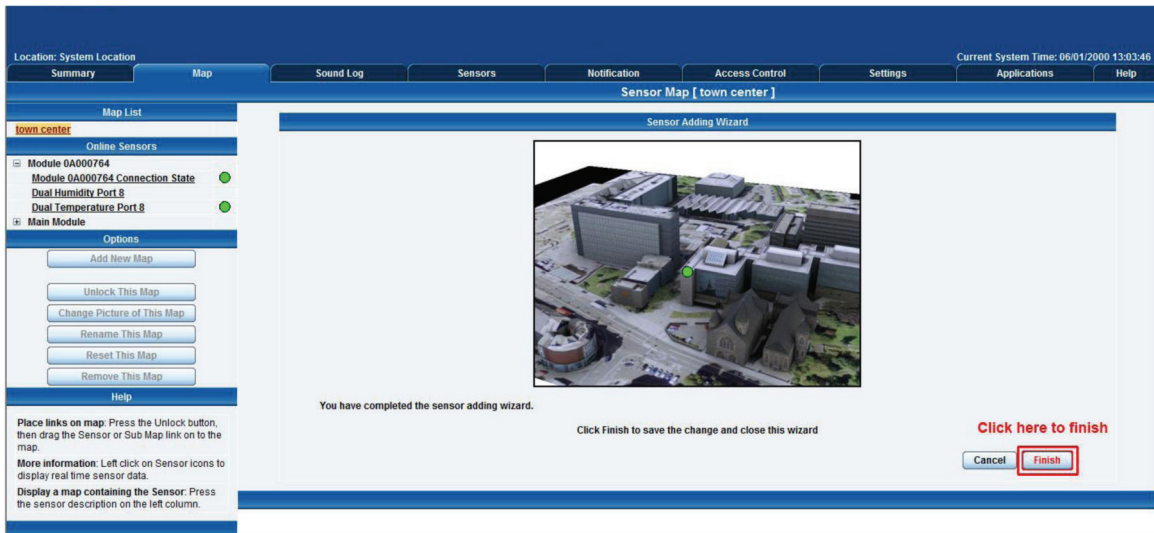 Location: System Location
Current System Time: 06/01/2000 13:03:46
Summary
Map
Sound Log
Sensors
Notification
Access Control
Settings
Applications
Help
Sensor Map [ town center ]
Map List
town center
Online Sensors
Module 0A000764
Module 0A000764 Connection State
Dual Humidity Port 8
Dual Temperature Port 8
Main Module
Options
Add New Map
Unlock This Map
Change Picture of This Map
Rename This Map
Reset This Map
Remove This Map
Help
Place links on map: Press the Unlock button,
then drag the Sensor or Sub Map link on to the
map.
More information: Left click on Sensor icons to
display real time sensor data.
Display a map containing the Sensor: Press
the sensor description on the left column.
Sensor Adding Wizard
You have completed the sensor adding wizard.
Click Finish to save the change and close this wizard
Click here to finish
Cancel
Finish